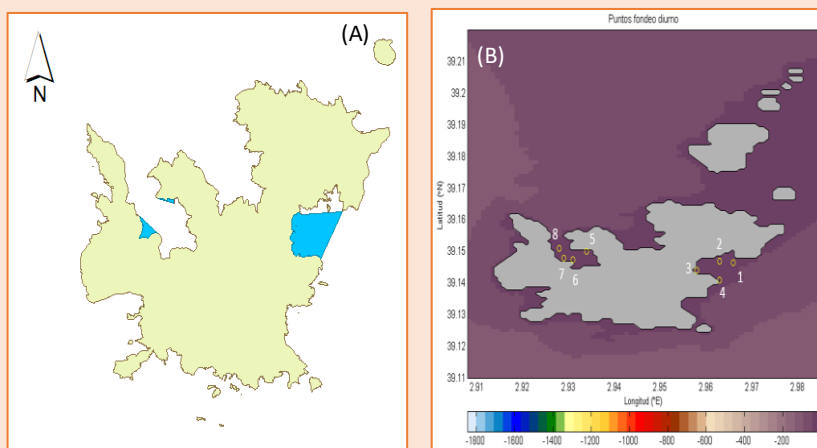 (A)
N
Puntos fondeo diurno
(B)
Latitud (°N)
39.21
39.2
39.19
39.18
39.17
39.16
39.15
39.14
39.13
39.12
39.11
8
5
7
6
2
3
1
4
2.91 2.92 2.93 2.94 2.95 2.96 2.97 2.98
Longitud (°E)
-1800 -1600 -1400 -1200 -1000 -800 -600 -400 -200